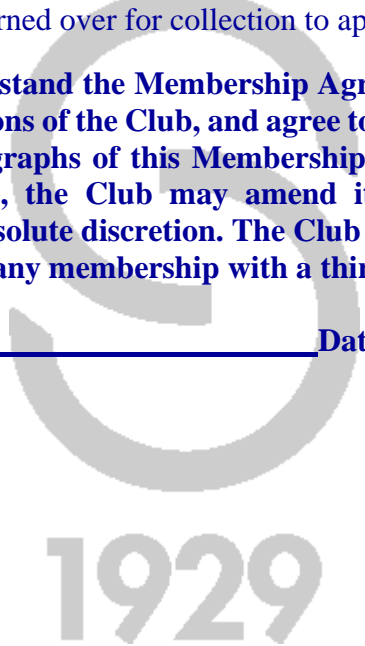 rned over for collection to ap
stand the Membership Agr
ons of the Club, and agree to
graphs of this Membership
, the Club may amend it
solute discretion. The Club
any membership with a thi
Dat
1929